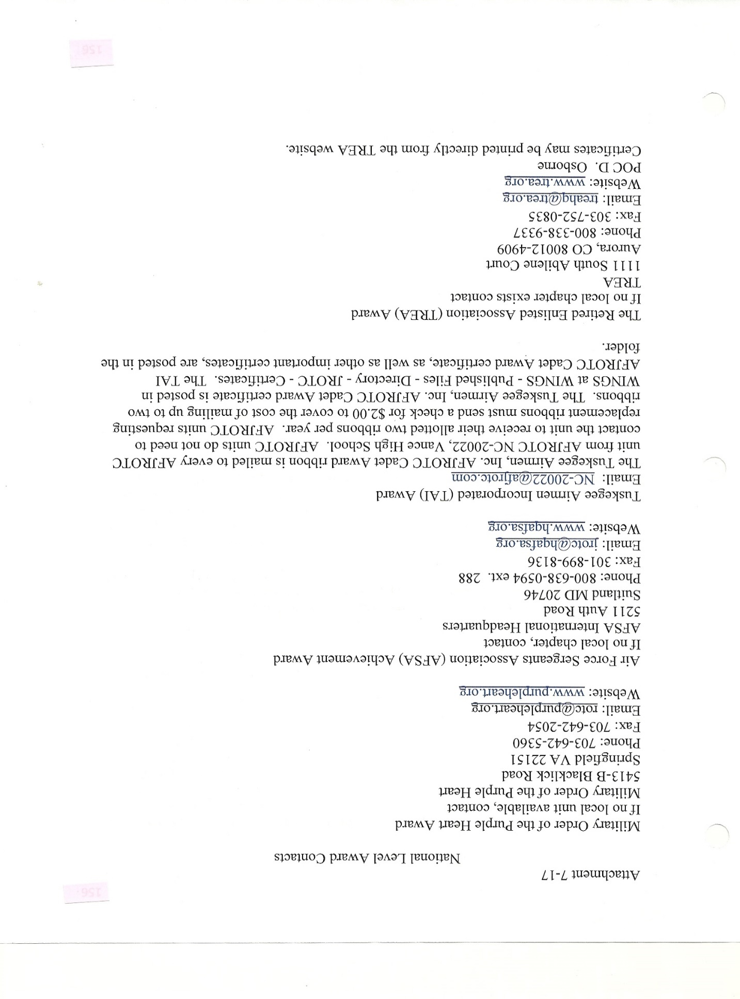 156
Attachment 7-17
National Level Award Contacts
Military Order of the Purple Heart Award
If no local unit available, contact
Military Order of the Purple Heart
5413-B Blacklick Road
Springfield VA 22151
Phone: 703-642-5360
Fax: 703-642-2054
Email: rotc@purpleheart.org
Website: www.purpleheart.org
Air Force Sergeants Association (AFSA) Achievement Award
If no local chapter, contact
AFSA International Headquarters
5211 Auth Road
Suitland MD 20746
Phone: 800-638-0594 ext. 288
Fax: 301-899-8136
Email: jrotc@hqafsa.org
Website: www.hqafsa.org
Tuskegee Airmen Incorporated (TAI) Award
Email: NC-20022@afjrotc.com
The Tuskegee Airmen, Inc. AFJROTC Cadet Award ribbon is mailed to every AFJROTC
unit from AFJROTC NC-20022, Vance High School. AFJROTC units do not need to
contact the unit to receive their allotted two ribbons per year. AFJROTC units requesting
replacement ribbons must send a check for $2.00 to cover the cost of mailing up to two
ribbons. The Tuskegee Airmen, Inc. AFJROTC Cadet Award certificate is posted in
WINGS at WINGS - Published Files - Directory - JROTC - Certificates. The TAI
AFJROTC Cadet Award certificate, as well as other important certificates, are posted in the
folder.
The Retired Enlisted Association (TREA) Award
If no local chapter exists contact
TREA
1111 South Abilene Court
Aurora, CO 80012-4909
Phone: 800-338-9337
Fax: 303-752-0835
Email: treahq@trea.org
Website: www.trea.org
POC D. Osborne
Certificates may be printed directly from the TREA website.
156